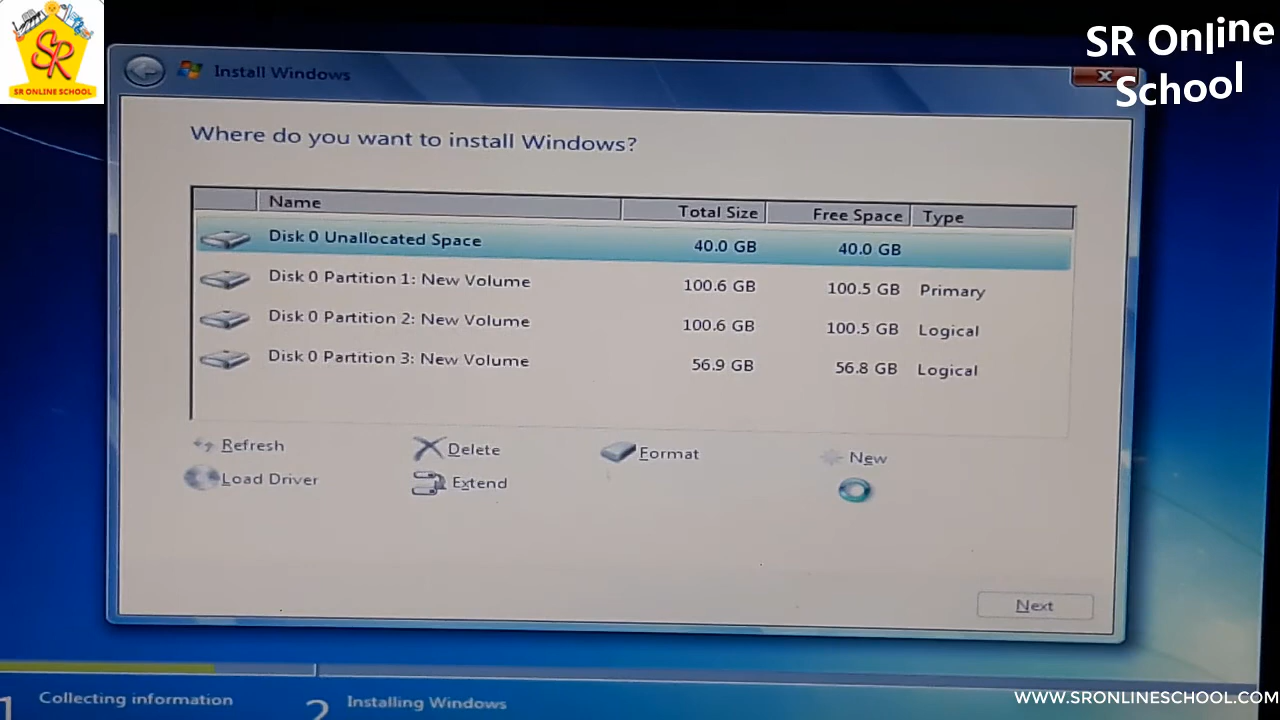 SR
SR ONLINE SCHOOL
SR Online
School
Install Windows
Where do you want to install Windows?
Name Total Size Free Space Type
Disk 0 Unallocated Space 40.0 GB 40.0 GB
Disk 0 Partition 1: New Volume 100.6 GB 100.5 GB Primary
Disk 0 Partition 2: New Volume 100.6 GB 100.5 GB Logical
Disk 0 Partition 3: New Volume 56.9 GB 56.8 GB Logical
Refresh Delete Format New
Load Driver Extend
Next
1 Collecting information 2 Installing Windows
WWW.SRONLINESCHOOL.COM